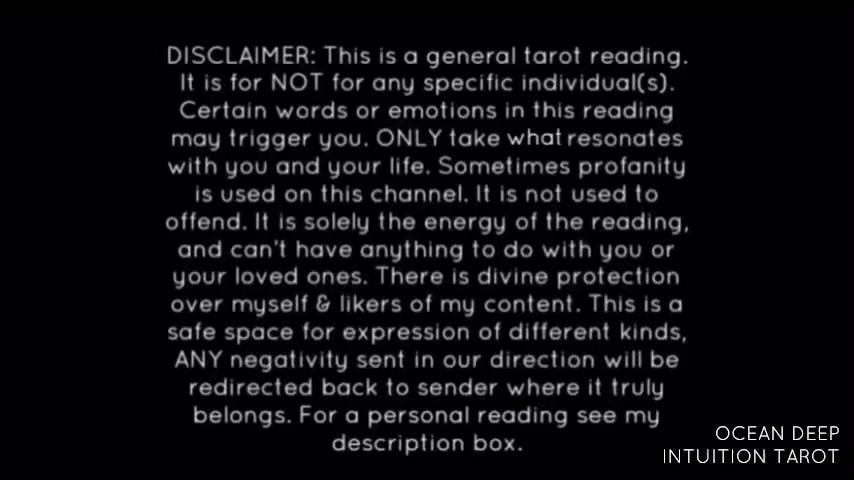 DISCLAIMER: This is a general tarot reading.
It is for NOT for any specific individual(s).
Certain words or emotions in this reading
may trigger you. ONLY take what resonates
with you and your life. Sometimes profanity
is used on this channel. It is not used to
offend. It is solely the energy of the reading,
and can't have anything to do with you or
your loved ones. There is divine protection
over myself & likers of my content. This is a
safe space for expression of different kinds,
ANY negativity sent in our direction will be
redirected back to sender where it truly
belongs. For a personal reading see my
description box.
OCEAN DEEP
INTUITION TAROT